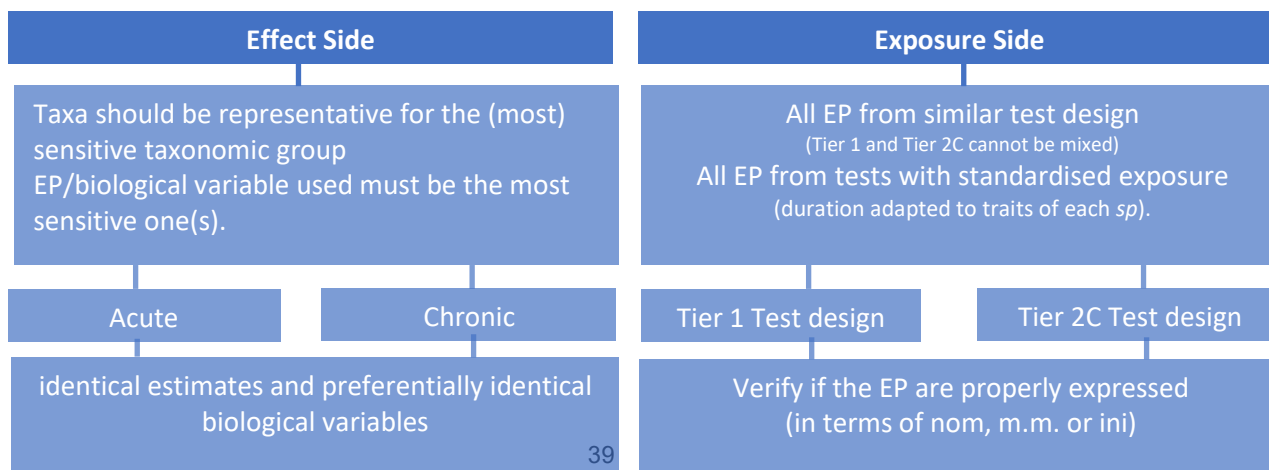 Effect Side
Taxa should be representative for the (most)
sensitive taxonomic group
EP/biological variable used must be the most
sensitive one(s).
Acute
Chronic
identical estimates and preferentially identical
biological variables
39
Exposure Side
All EP from similar test design
(Tier 1 and Tier 2C cannot be mixed)
All EP from tests with standardised exposure
(duration adapted to traits of each sp).
Tier 1 Test design
Tier 2C Test design
Verify if the EP are properly expressed
(in terms of nom, m.m. or ini)